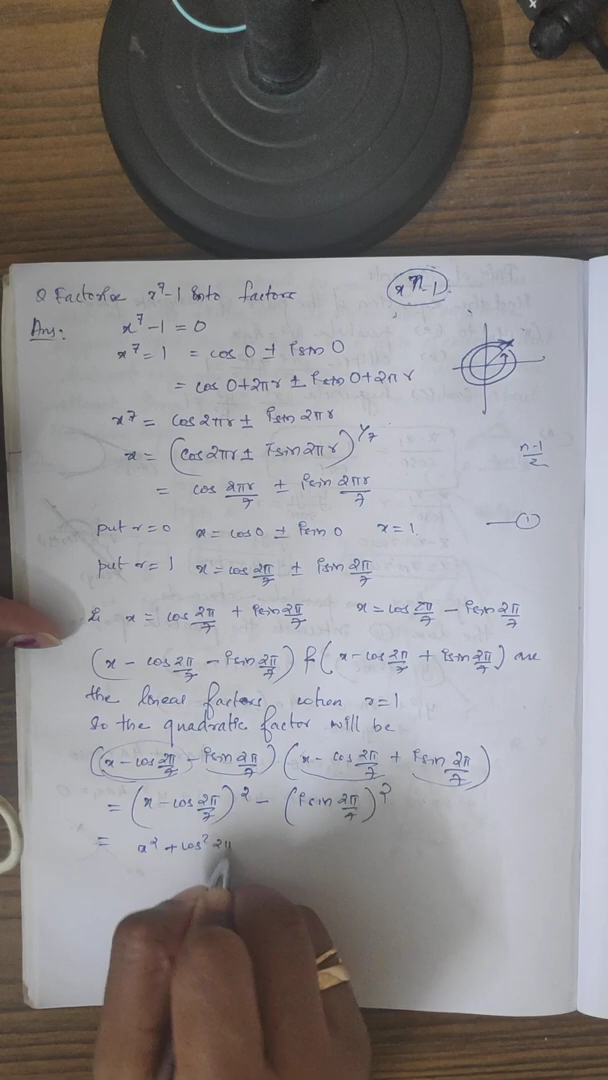 Q Factorise x⁷-1 into factors
xⁿ-1
Ans: x⁷-1 = 0
x⁷ = 1 = cos 0 ± i sin 0
= cos 0+2πr ± i sin 0+2πr
x⁷ = cos 2πr ± i sin 2πr
x = (cos 2πr ± i sin 2πr)^1/7
n-1/2
= cos 2πr/7 ± i sin 2πr/7
put r=0 x = cos 0 ± i sin 0 x=1 —①
put r=1 x = cos 2π/7 ± i sin 2π/7
x = cos 2π/7 + i sin 2π/7 x = cos 2π/7 - i sin 2π/7
(x - cos 2π/7 - i sin 2π/7) & (x - cos 2π/7 + i sin 2π/7) are
the linear factors when r=1
so the quadratic factor will be
(x - cos 2π/7 - i sin 2π/7) (x - cos 2π/7 + i sin 2π/7)
= (x - cos 2π/7)² - (i sin 2π/7)²
= x² + cos² 2π